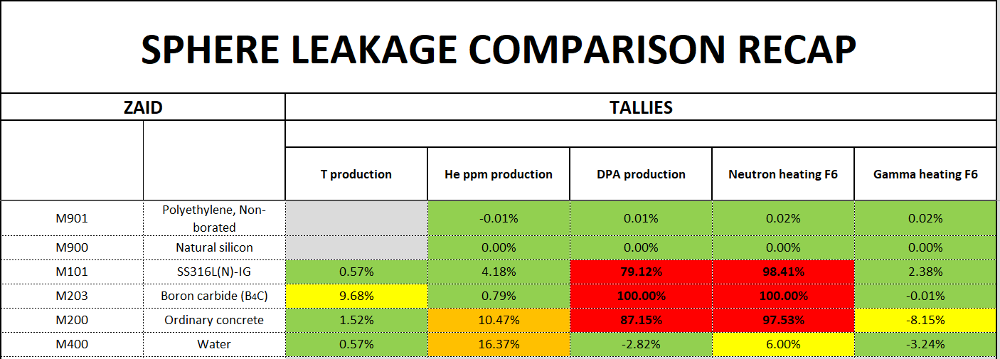 SPHERE LEAKAGE COMPARISON RECAP
ZAID TALLIES
T production He ppm production DPA production Neutron heating F6 Gamma heating F6
M901 Polyethylene, Non-
borated -0.01% 0.01% 0.02% 0.02%
M900 Natural silicon 0.00% 0.00% 0.00% 0.00%
M101 SS316L(N)-IG 0.57% 4.18% 79.12% 98.41% 2.38%
M203 Boron carbide (B4C) 9.68% 0.79% 100.00% 100.00% -0.01%
M200 Ordinary concrete 1.52% 10.47% 87.15% 97.53% -8.15%
M400 Water 0.57% 16.37% -2.82% 6.00% -3.24%